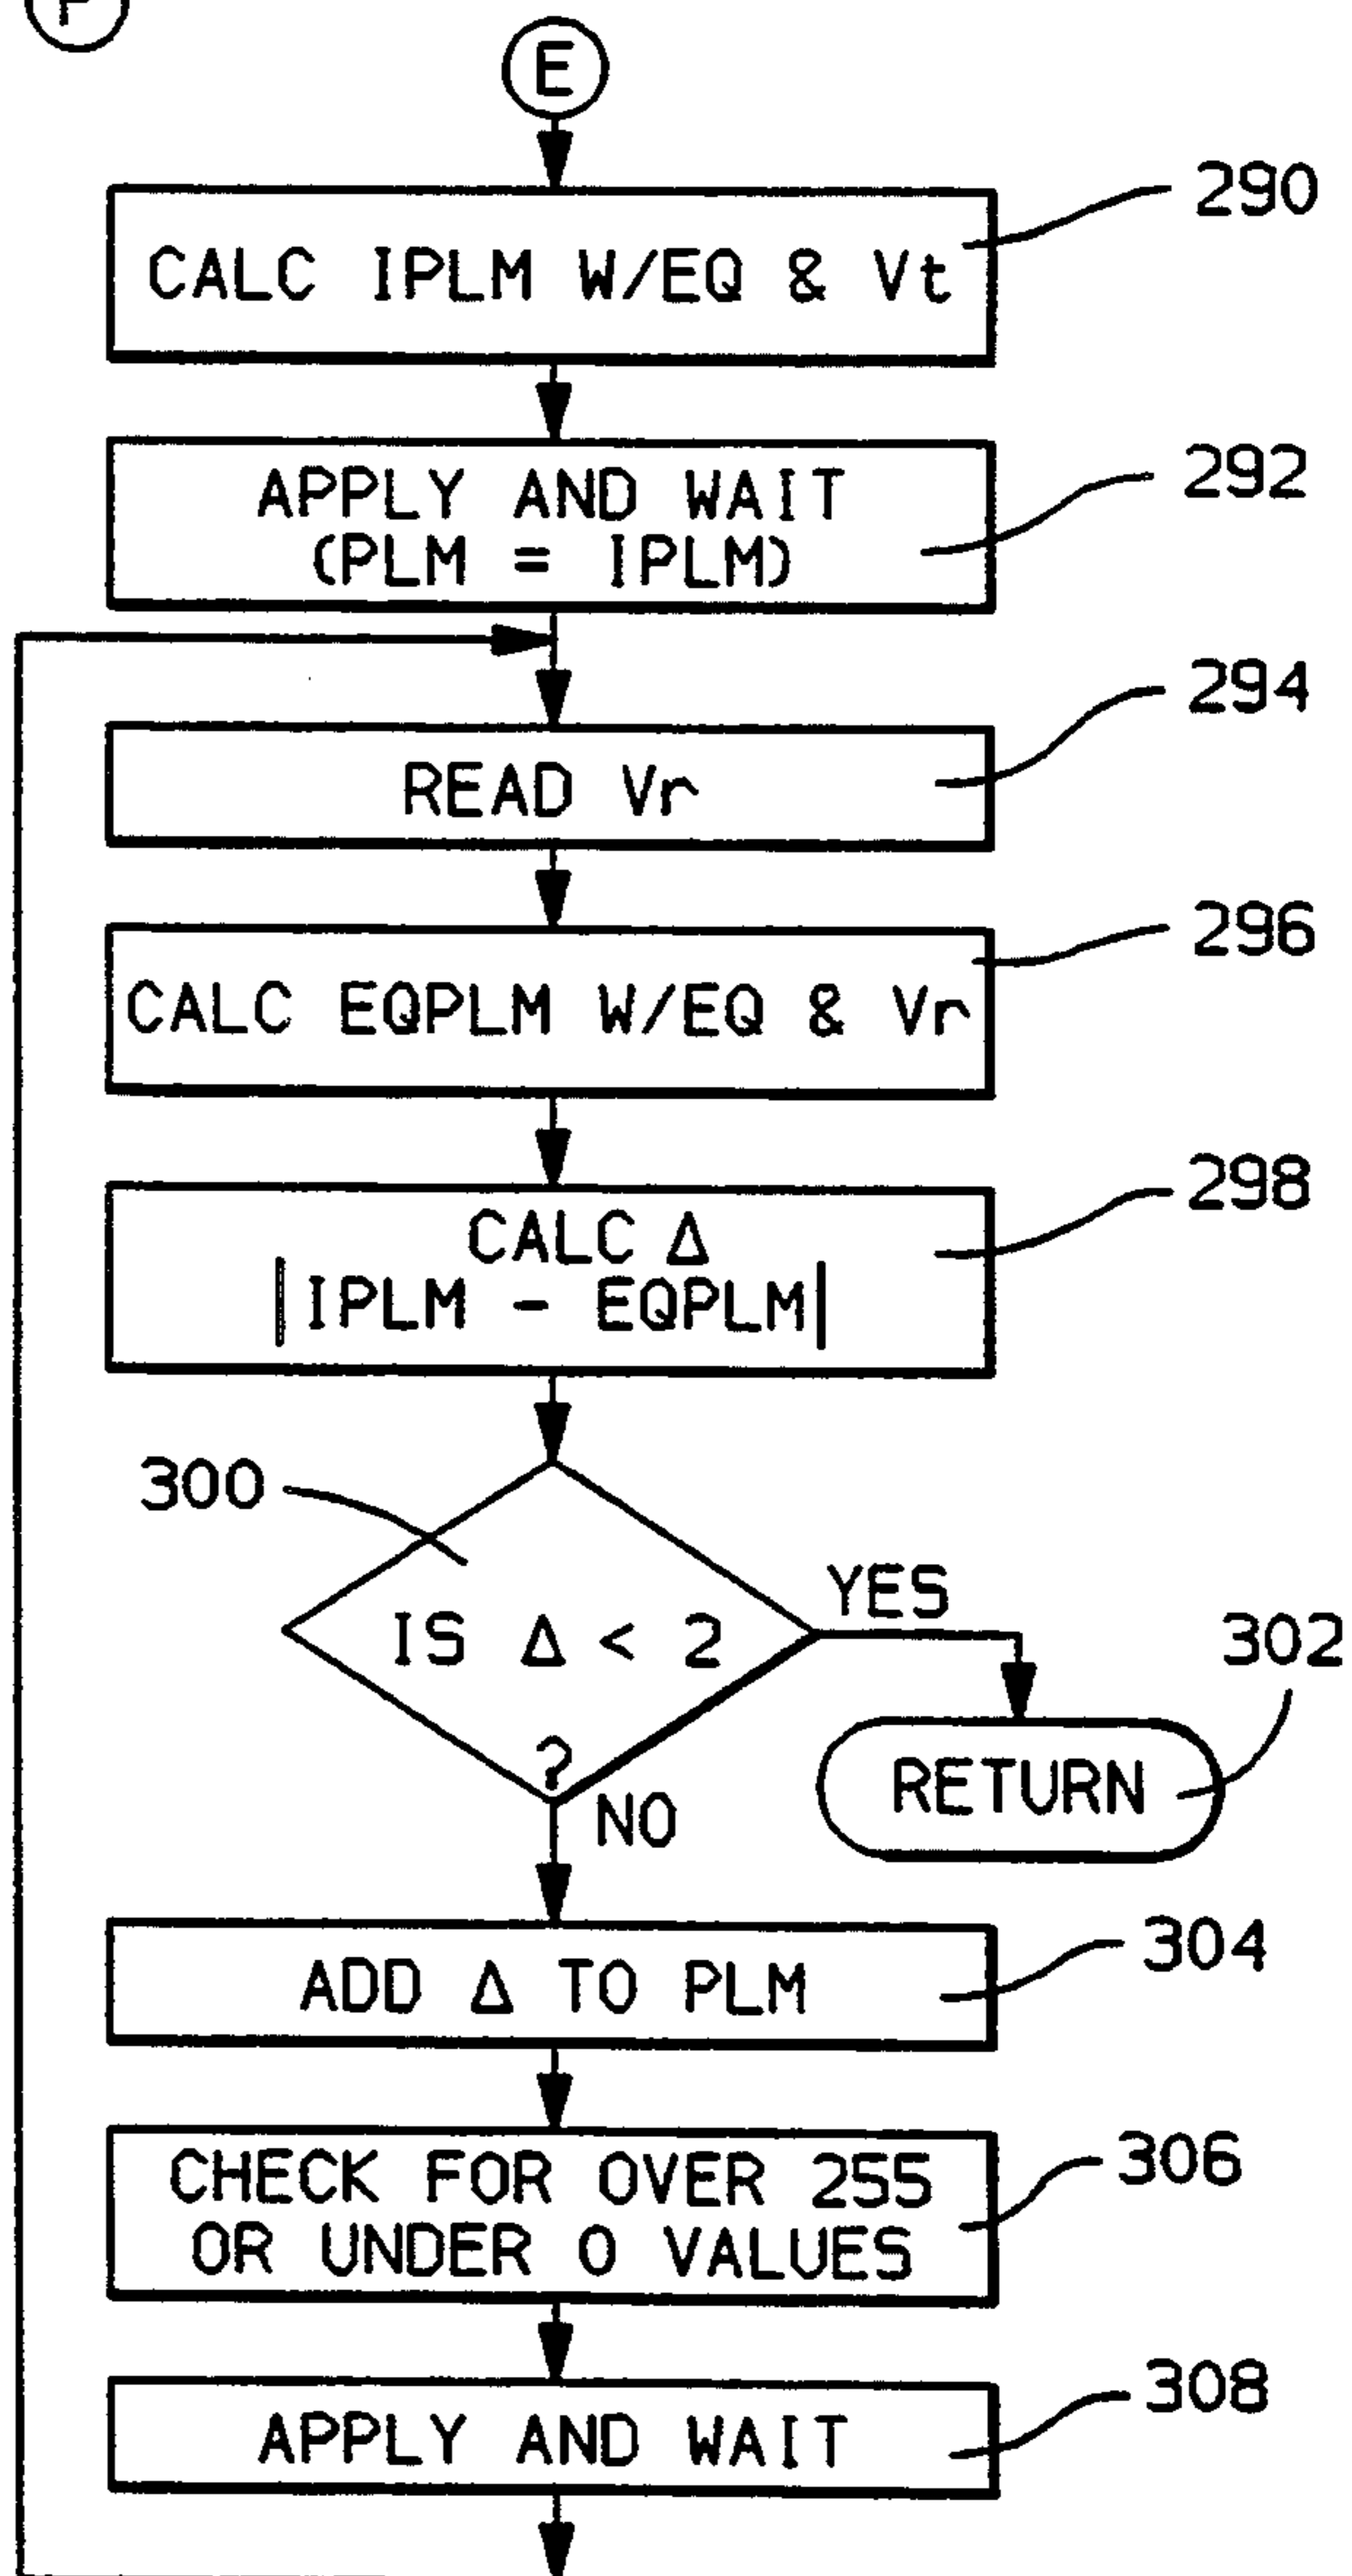 E
290
CALC IPLM W/EQ & Vt
292
APPLY AND WAIT
(PLM = IPLM)
294
READ Vr
296
CALC EQPLM W/EQ & Vr
298
CALC Δ
|IPLM - EQPLM|
300
IS Δ < 2
?
YES
302
RETURN
NO
304
ADD Δ TO PLM
306
CHECK FOR OVER 255
OR UNDER 0 VALUES
308
APPLY AND WAIT